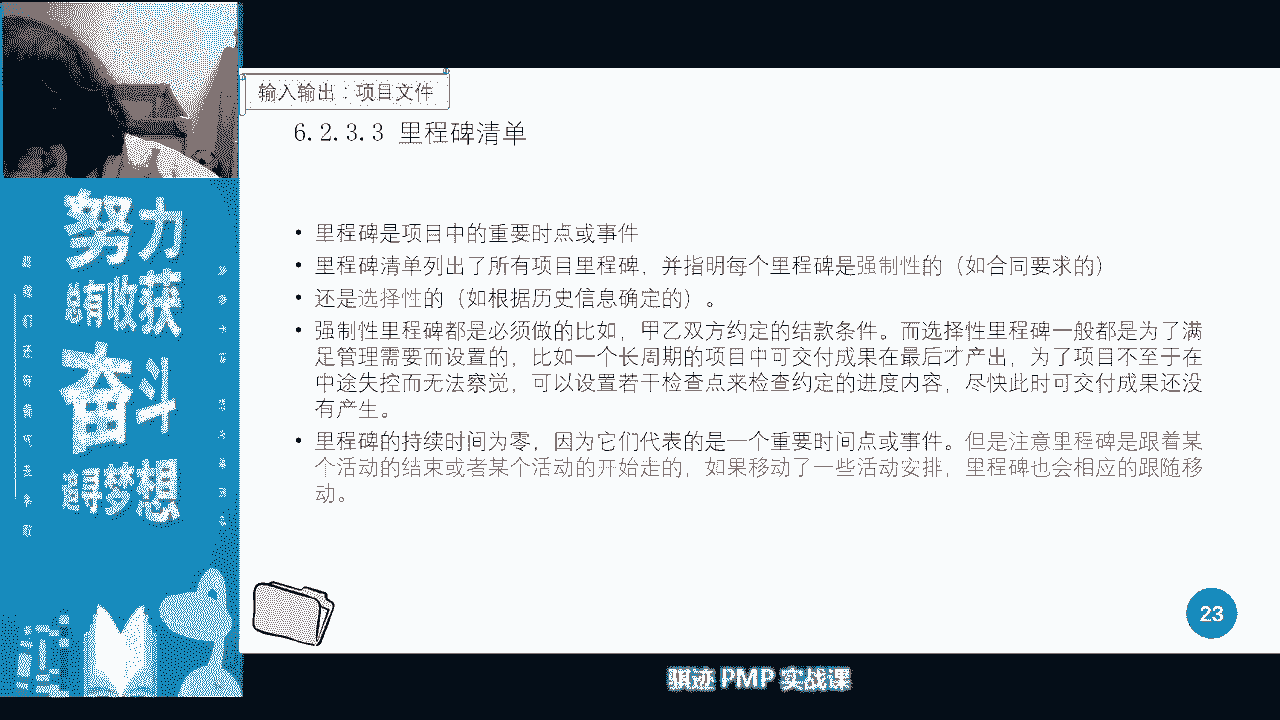 输入输出：项目文件
6.2.3.3 里程碑清单
• 里程碑是项目中的重要时点或事件
• 里程碑清单列出了所有项目里程碑，并指明每个里程碑是强制性的（如合同要求的）
• 还是选择性的（如根据历史信息确定的）。
• 强制性里程碑都是必须做的比如，甲乙双方约定的结款条件。而选择性里程碑一般都是为了满
足管理需要而设置的，比如一个长周期的项目中可交付成果在最后才产出，为了项目不至于在
中途失控而无法察觉，可以设置若干检查点来检查约定的进度内容，尽快此时可交付成果还没
有产生。
• 里程碑的持续时间为零，因为它们代表的是一个重要时间点或事件。但是注意里程碑是跟着某
个活动的结束或者某个活动的开始走的，如果移动了一些活动安排，里程碑也会相应的跟随移
动。
努力
总有收获
奋斗
追寻梦想
23
骐迹 PMP 实战课